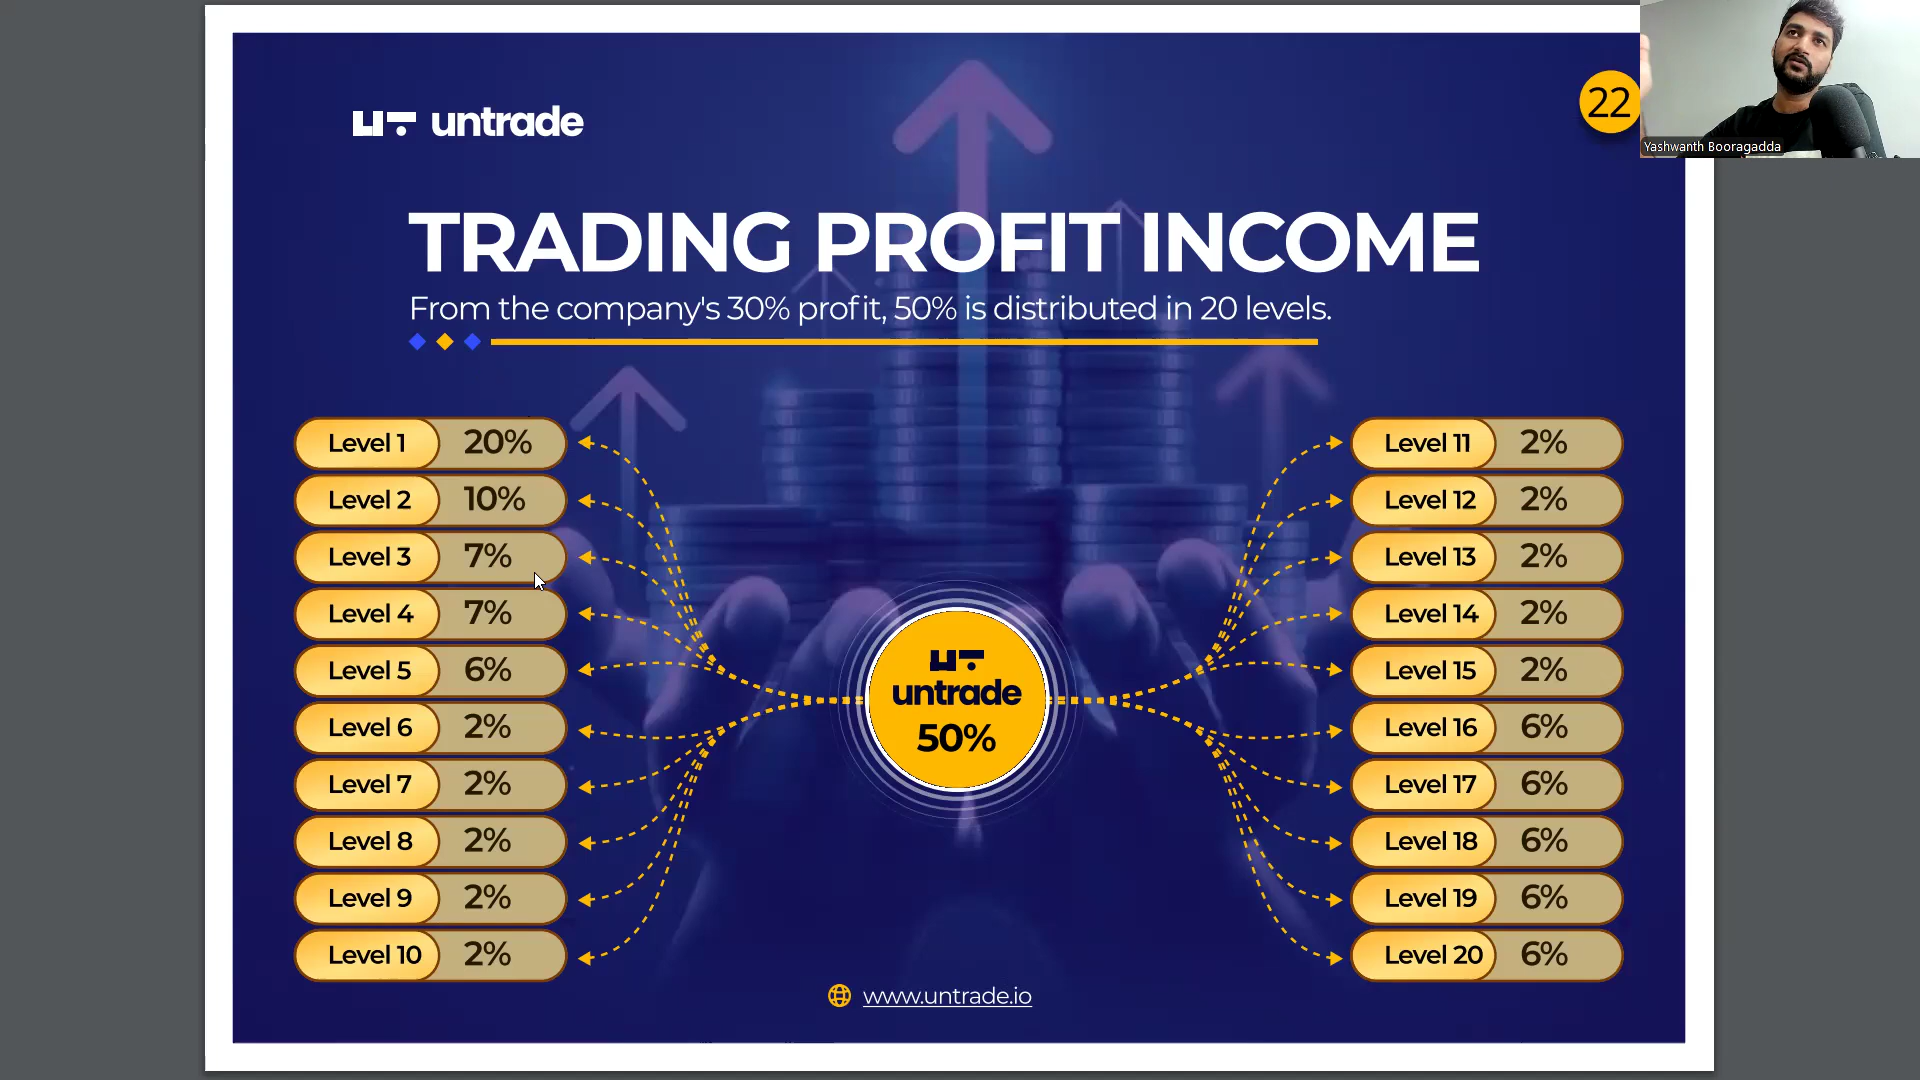 untrade
22
Yashwanth Booragadda
TRADING PROFIT INCOME
From the company's 30% profit, 50% is distributed in 20 levels.
Level 1 20%
Level 2 10%
Level 3 7%
Level 4 7%
Level 5 6%
Level 6 2%
Level 7 2%
Level 8 2%
Level 9 2%
Level 10 2%
untrade
50%
Level 11 2%
Level 12 2%
Level 13 2%
Level 14 2%
Level 15 2%
Level 16 6%
Level 17 6%
Level 18 6%
Level 19 6%
Level 20 6%
www.untrade.io